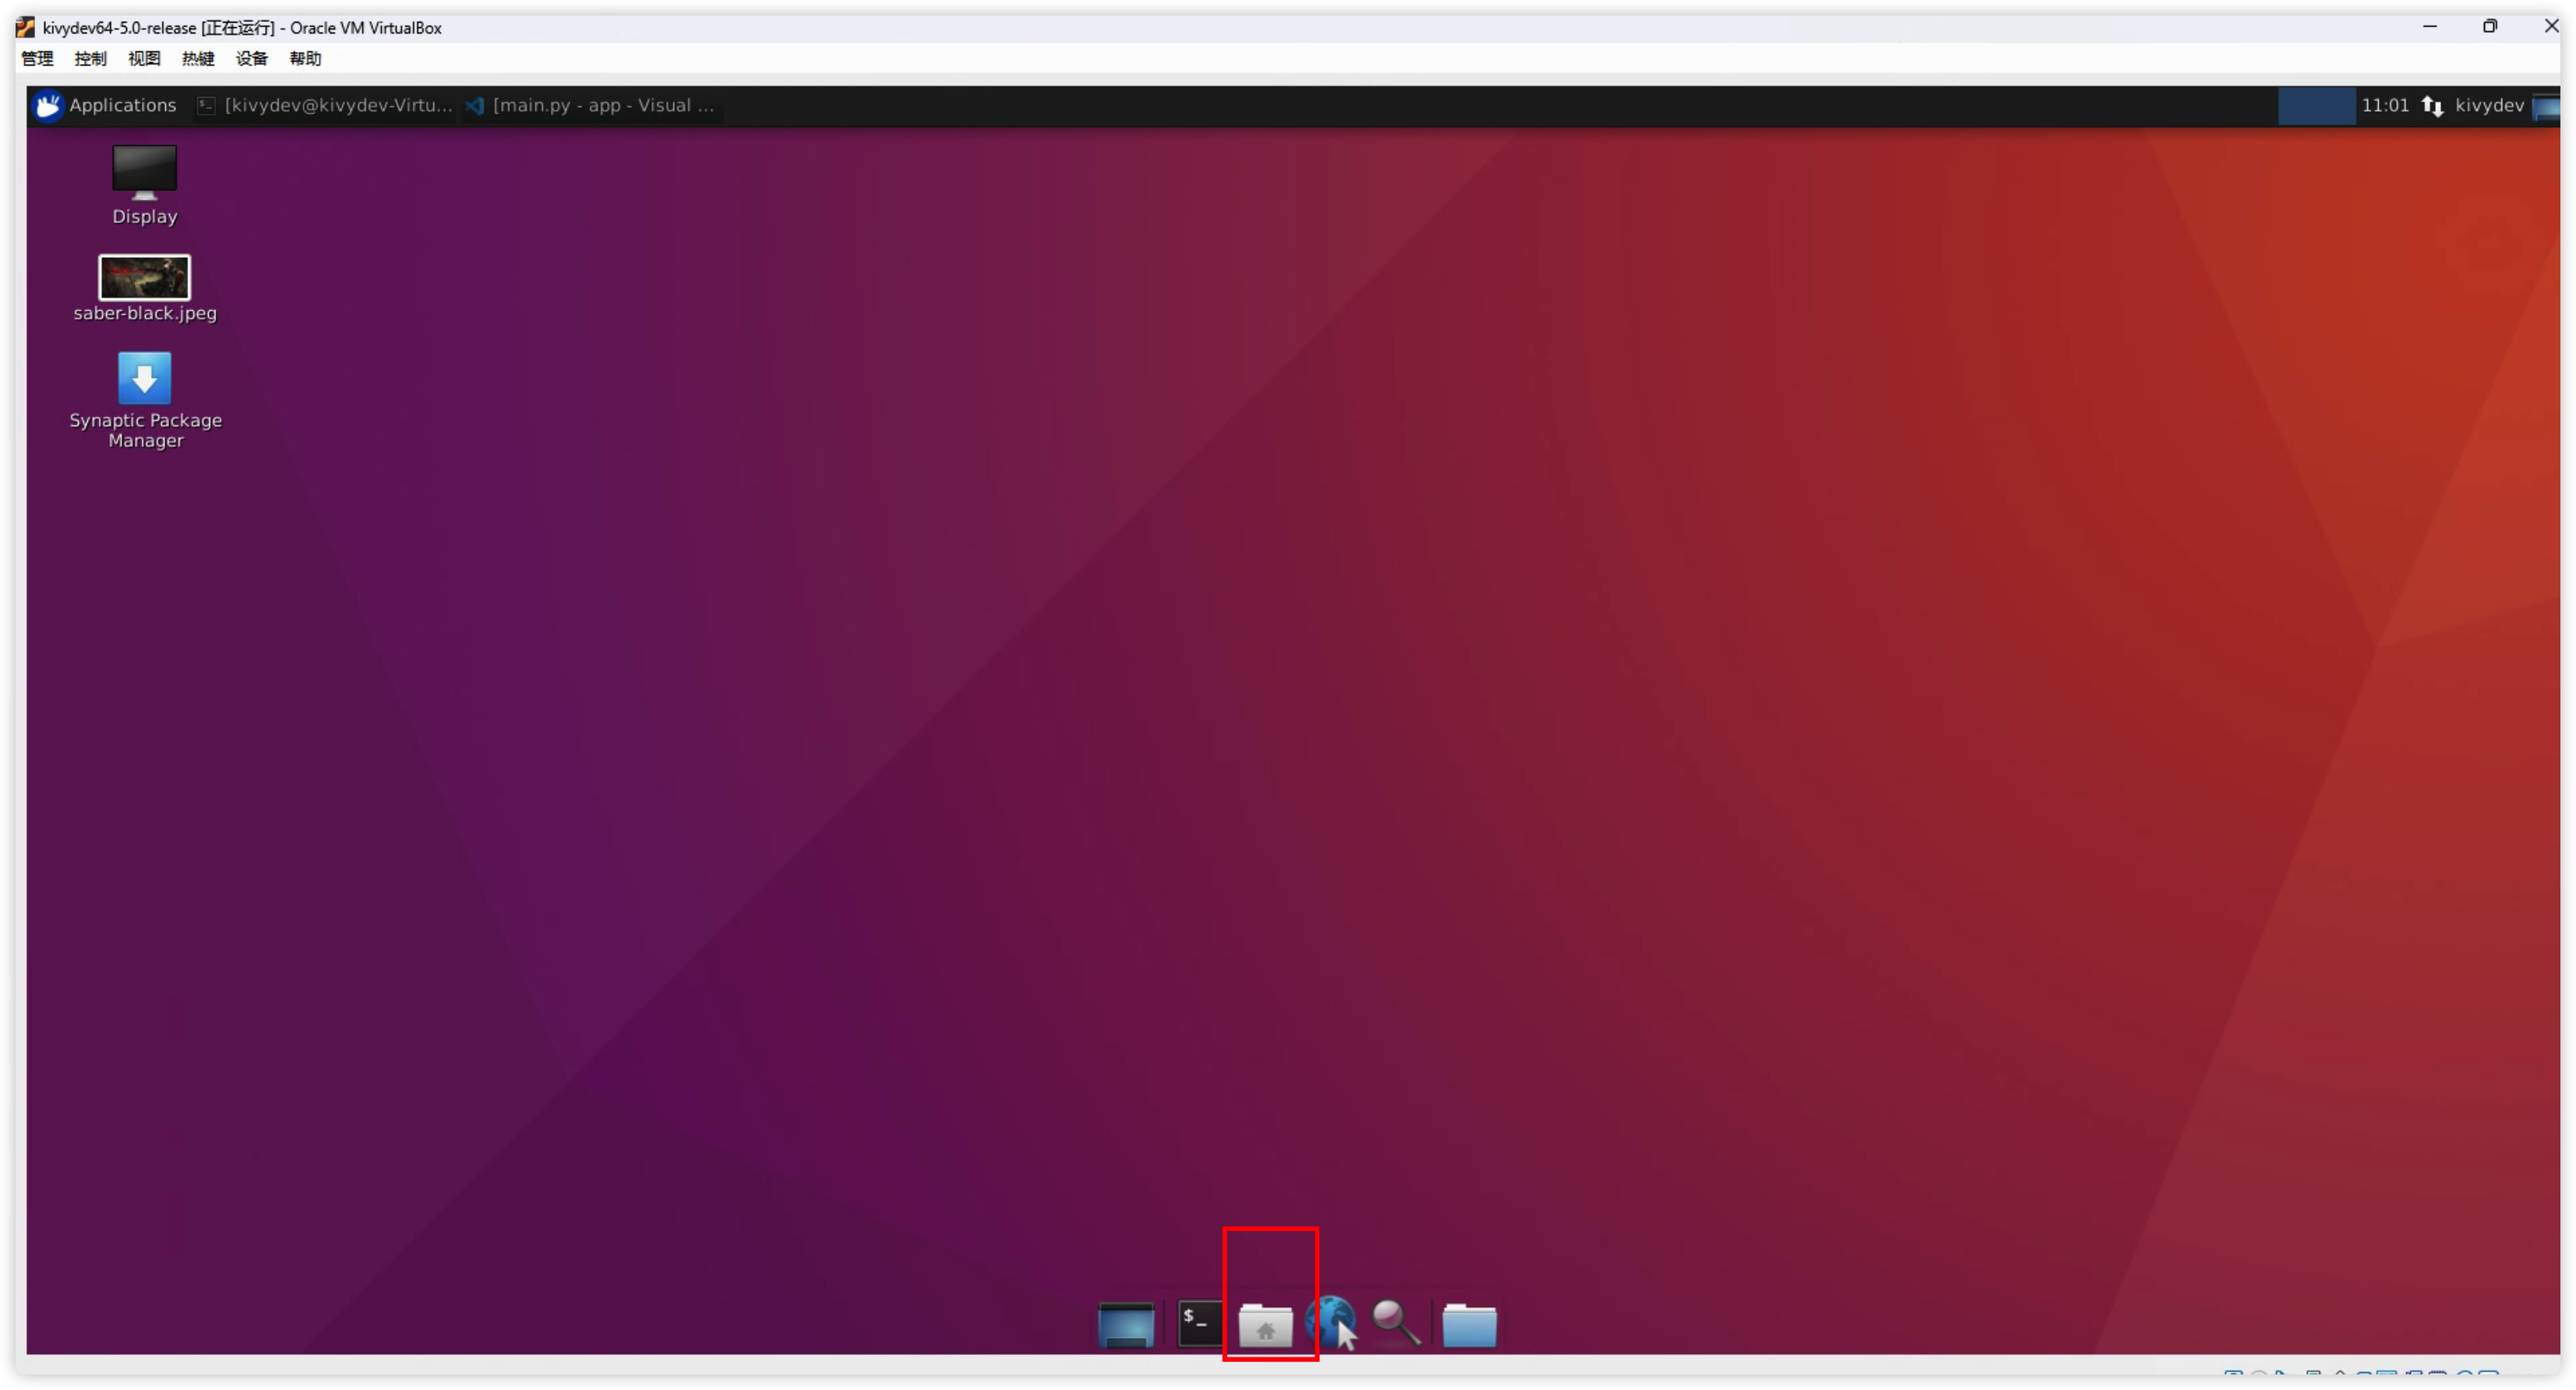 kivydev64-5.0-release [正在运行] - Oracle VM VirtualBox
管理 控制 视图 热键 设备 帮助
Applications [kivydev@kivydev-Virtu... [main.py - app - Visual ... 11:01 kivydev
Display
saber-black.jpeg
Synaptic Package
Manager
$_